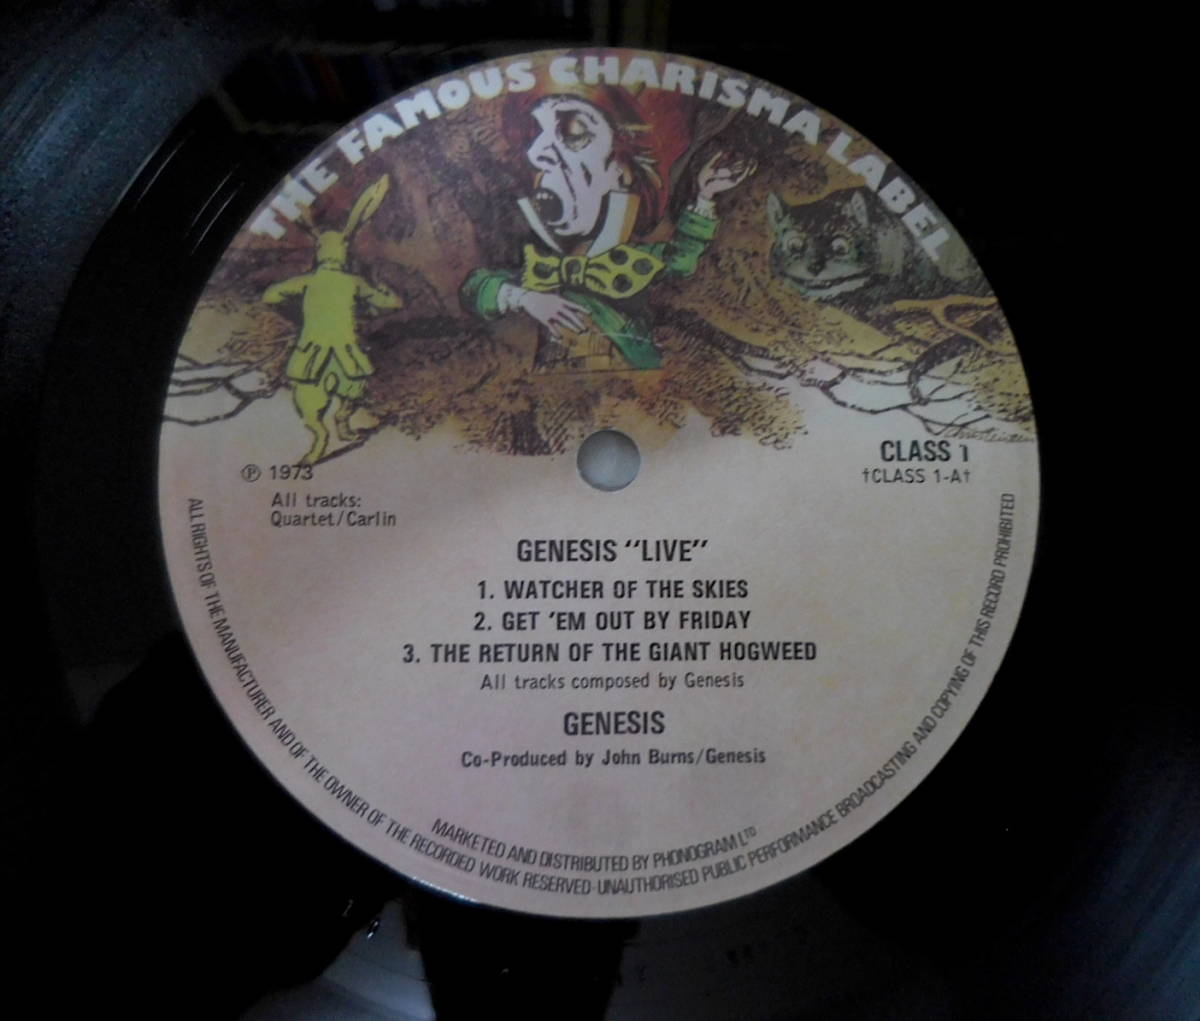 THE FAMOUS CHARISMA LABEL
CLASS 1
†CLASS 1-A†
Ⓟ 1973
All tracks:
Quartet/Carlin
GENESIS "LIVE"
1. WATCHER OF THE SKIES
2. GET 'EM OUT BY FRIDAY
3. THE RETURN OF THE GIANT HOGWEED
All tracks composed by Genesis
GENESIS
Co-Produced by John Burns/Genesis
MARKETED AND DISTRIBUTED BY PHONOGRAM LTD
ALL RIGHTS OF THE MANUFACTURER AND OF THE OWNER OF THE RECORDED WORK RESERVED·UNAUTHORISED PUBLIC PERFORMANCE BROADCASTING AND COPYING OF THIS RECORD PROHIBITED